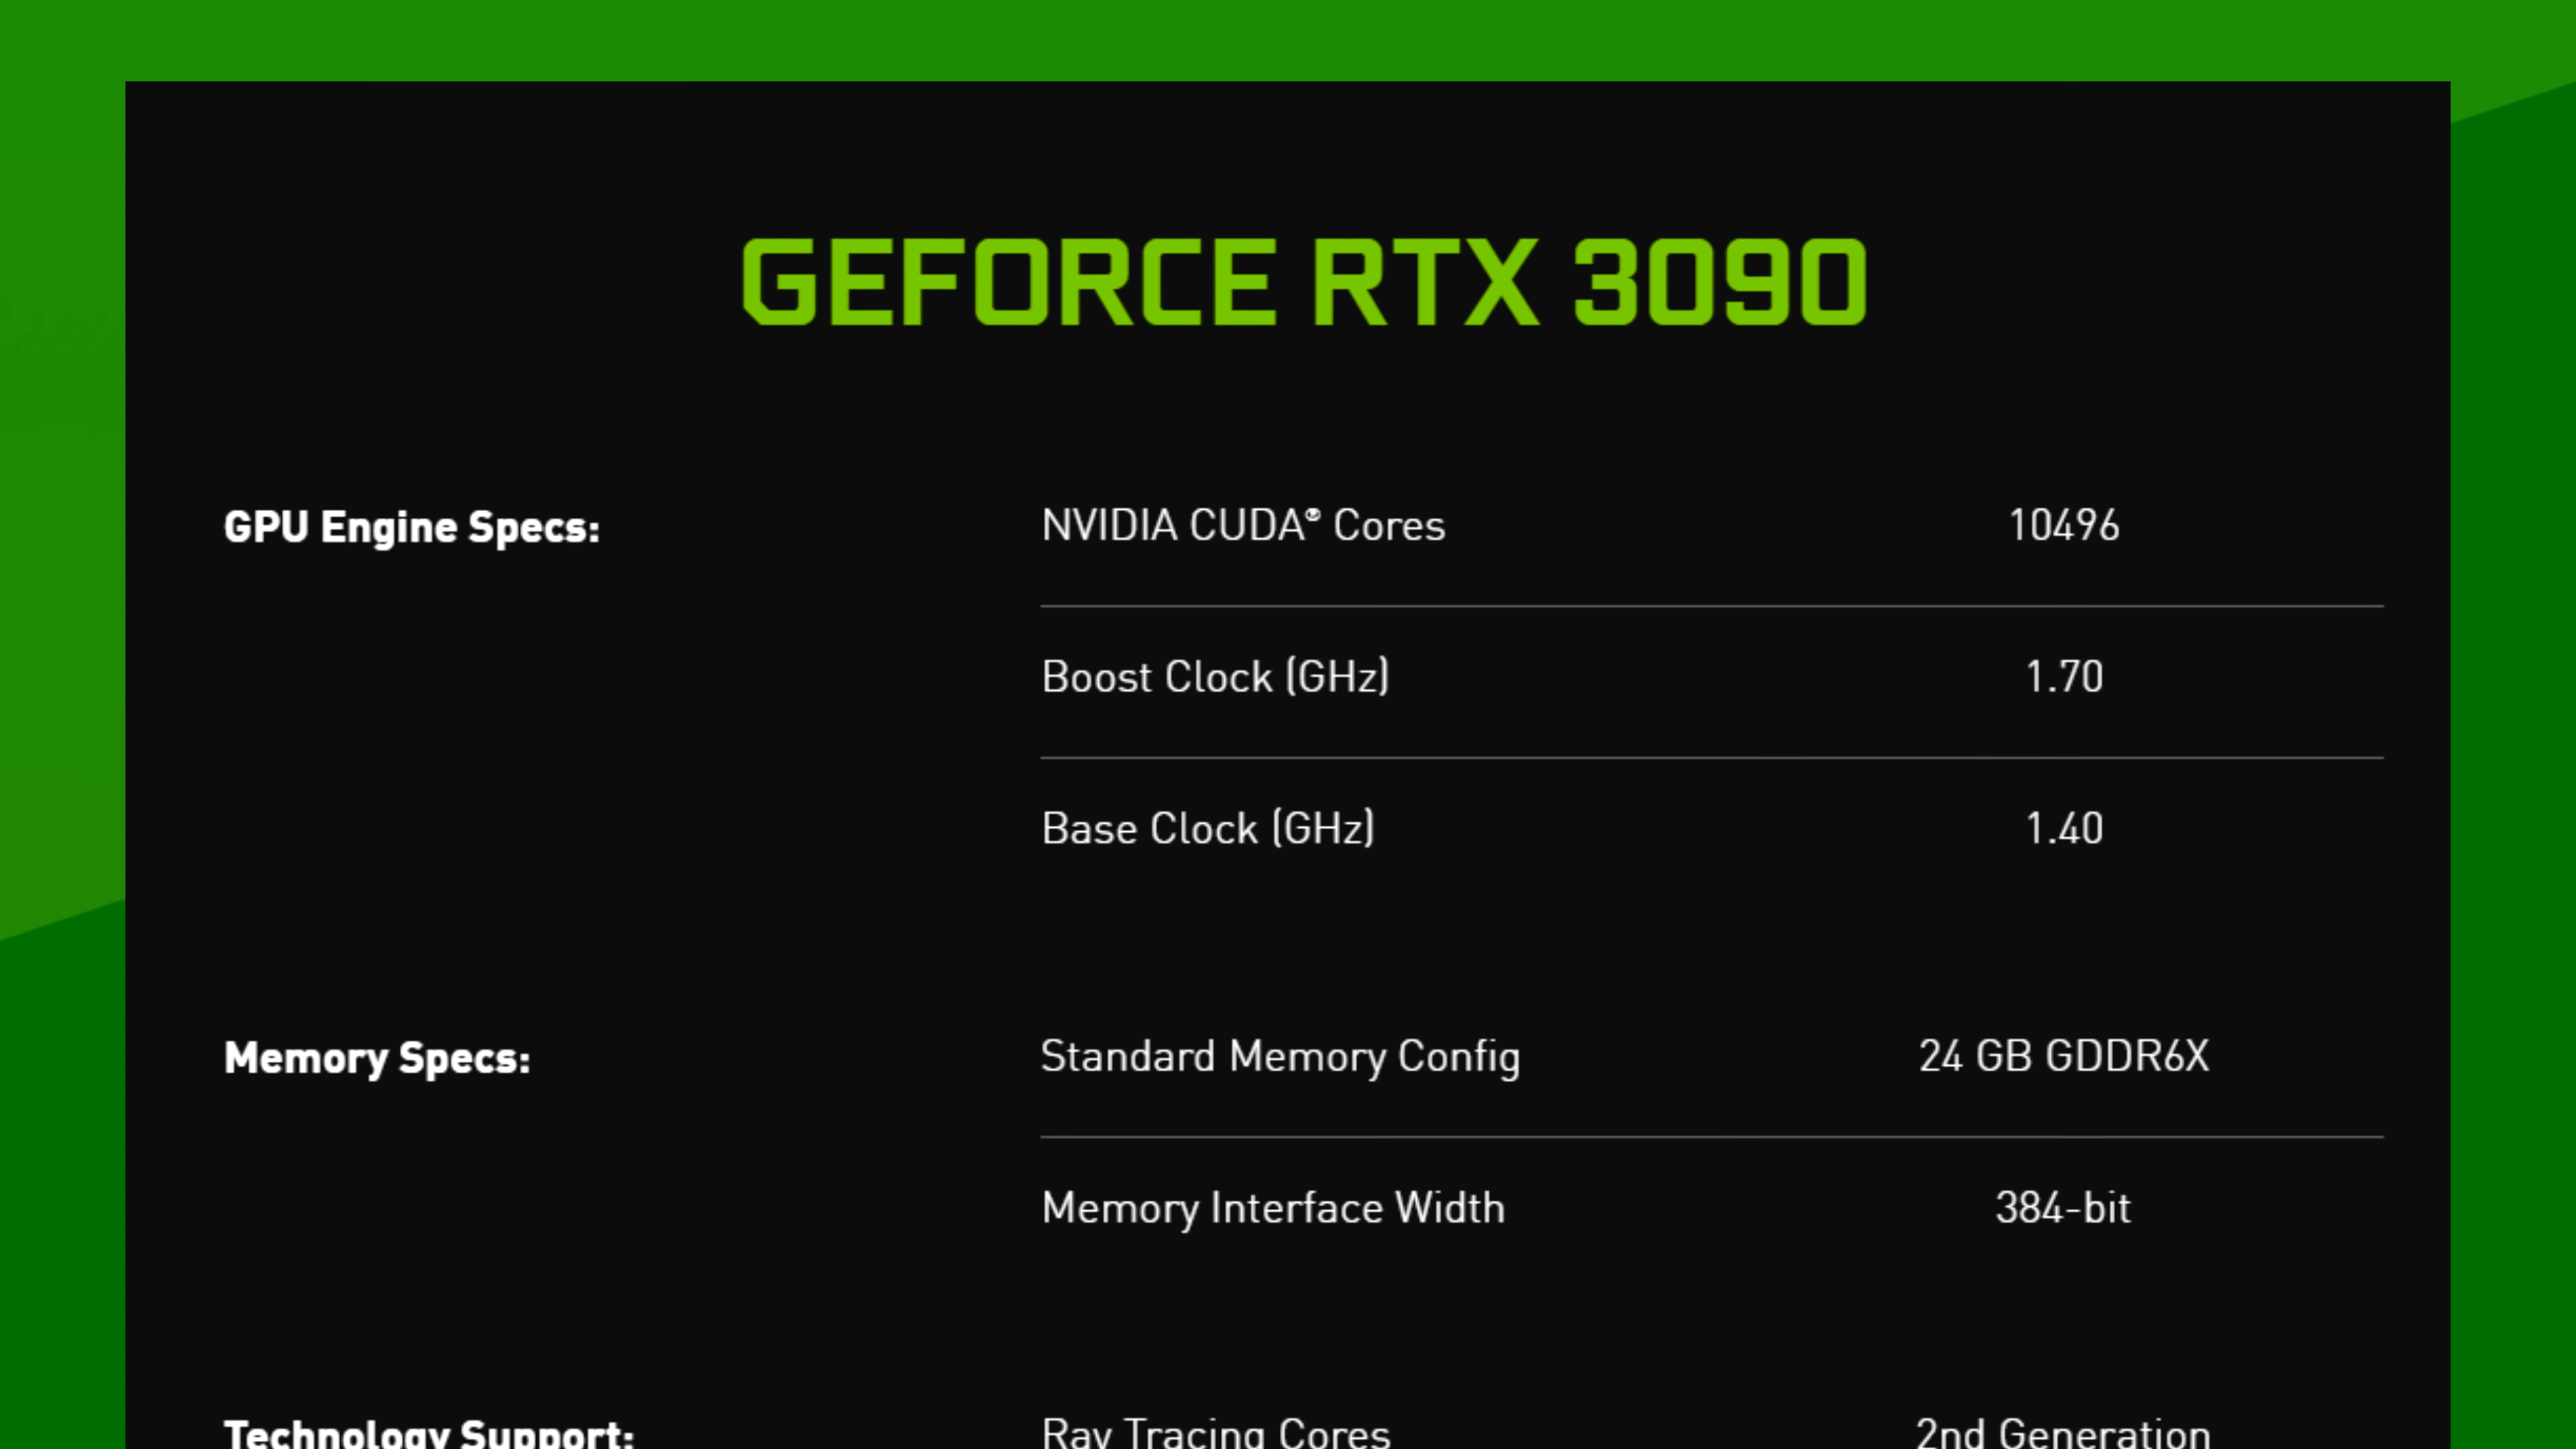 GEFORCE RTX 3090
GPU Engine Specs: NVIDIA CUDA® Cores 10496
Boost Clock (GHz) 1.70
Base Clock (GHz) 1.40
Memory Specs: Standard Memory Config 24 GB GDDR6X
Memory Interface Width 384-bit
Technology Support: Ray Tracing Cores 2nd Generation